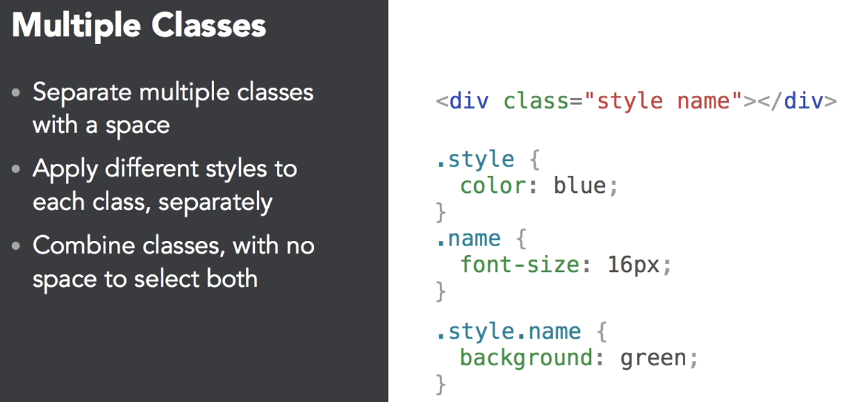 Multiple Classes
• Separate multiple classes
with a space
• Apply different styles to
each class, separately
• Combine classes, with no
space to select both
<div class="style name"></div>
.style {
  color: blue;
}
.name {
  font-size: 16px;
}
.style.name {
  background: green;
}